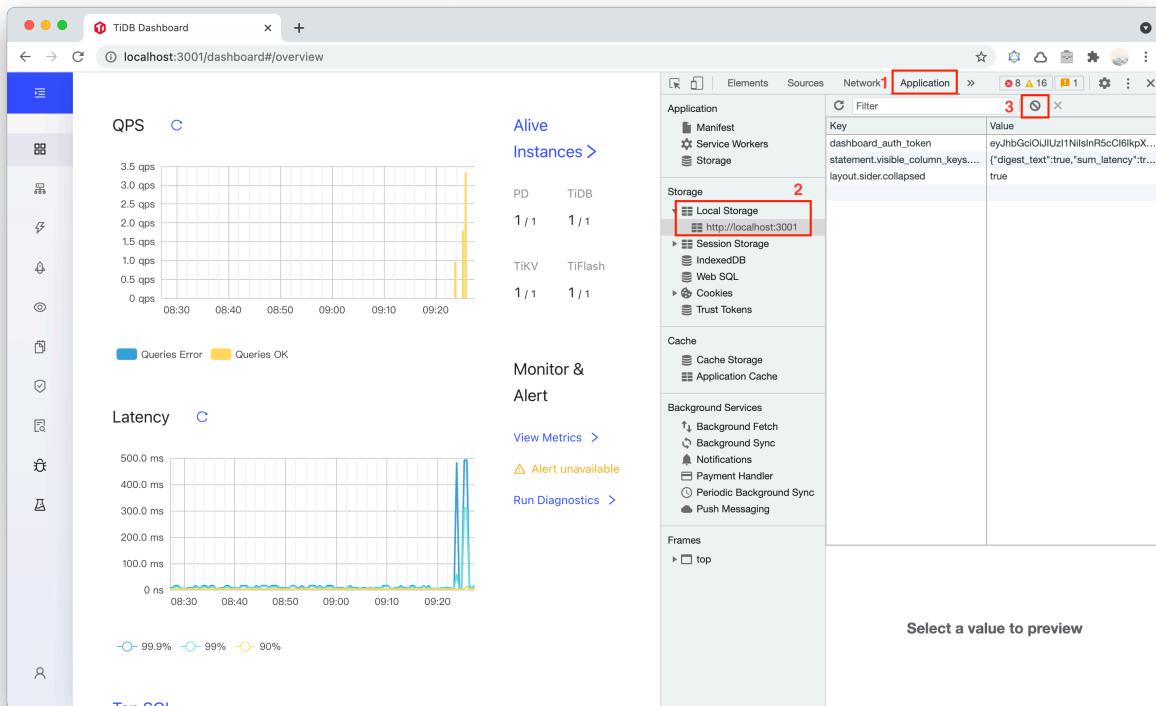 TiDB Dashboard
localhost:3001/dashboard#/overview
QPS
3.5 qps
3.0 qps
2.5 qps
2.0 qps
1.5 qps
1.0 qps
0.5 qps
0 qps
08:30 08:40 08:50 09:00 09:10 09:20
Queries Error Queries OK
Latency
500.0 ms
400.0 ms
300.0 ms
200.0 ms
100.0 ms
0 ns
08:30 08:40 08:50 09:00 09:10 09:20
99.9% 99% 90%
Alive
Instances >
PD TiDB
1 / 1 1 / 1
TiKV TiFlash
1 / 1 1 / 1
Monitor &
Alert
View Metrics >
Alert unavailable
Run Diagnostics >
Elements Sources Network 1 Application » 8 16 1
Application
Manifest
Service Workers
Storage
Storage 2
Local Storage
http://localhost:3001
Session Storage
IndexedDB
Web SQL
Cookies
Trust Tokens
Cache
Cache Storage
Application Cache
Background Services
Background Fetch
Background Sync
Notifications
Payment Handler
Periodic Background Sync
Push Messaging
Frames
top
Filter 3
Key Value
dashboard_auth_token
statement.visible_column_keys.... {"digest_text":true,"sum_latency":tr...
layout.sider.collapsed true
Select a value to preview